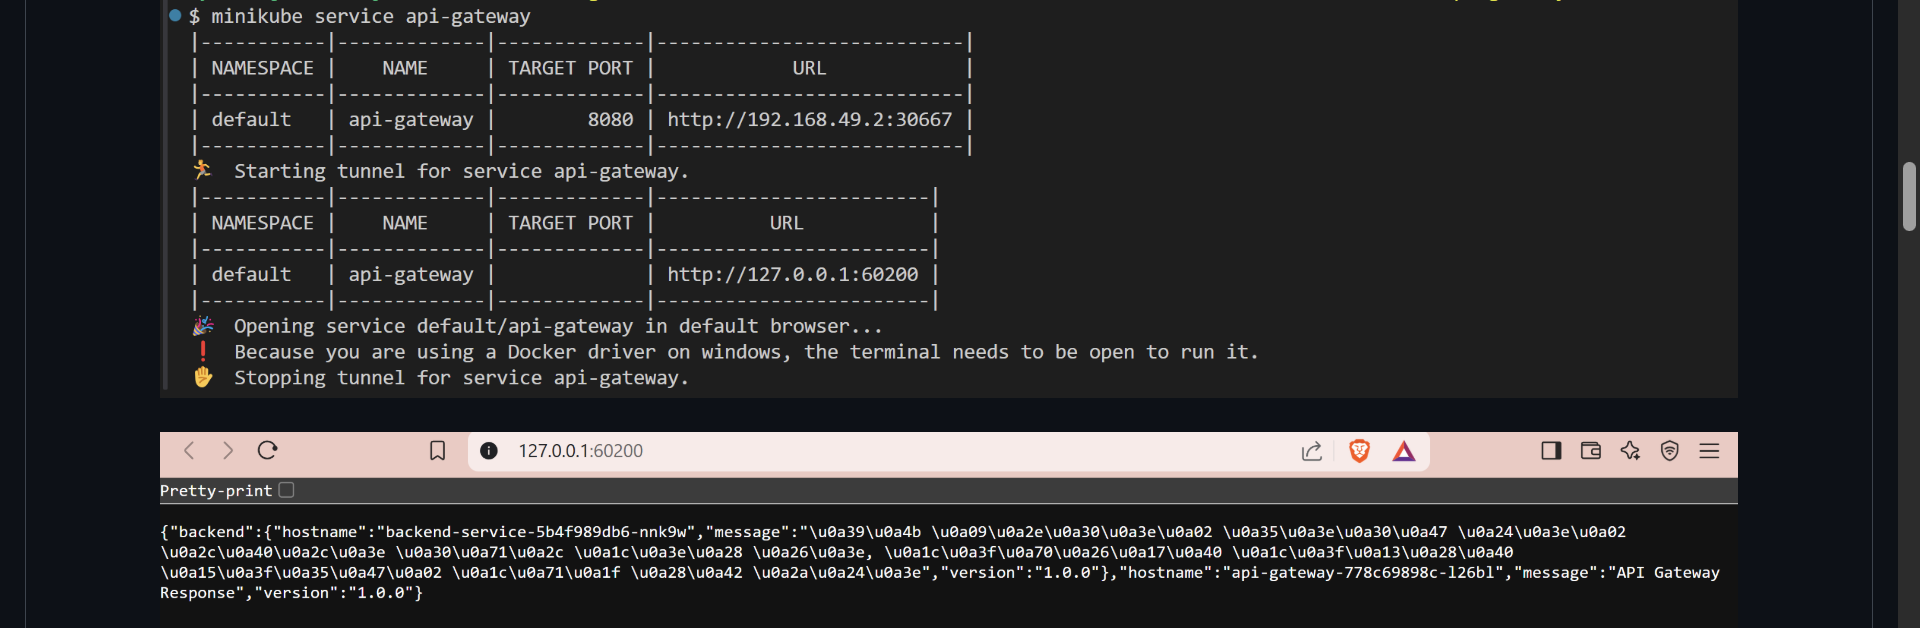 $ minikube service api-gateway
|-----------|-------------|-------------|---------------------------|
| NAMESPACE |    NAME     | TARGET PORT |            URL            |
|-----------|-------------|-------------|---------------------------|
| default   | api-gateway |        8080 | http://192.168.49.2:30667 |
|-----------|-------------|-------------|---------------------------|
🏃  Starting tunnel for service api-gateway.
|-----------|-------------|-------------|------------------------|
| NAMESPACE |    NAME     | TARGET PORT |          URL           |
|-----------|-------------|-------------|------------------------|
| default   | api-gateway |             | http://127.0.0.1:60200 |
|-----------|-------------|-------------|------------------------|
🎉  Opening service default/api-gateway in default browser...
❗  Because you are using a Docker driver on windows, the terminal needs to be open to run it.
✋  Stopping tunnel for service api-gateway.
127.0.0.1:60200
Pretty-print
{"backend":{"hostname":"backend-service-5b4f989db6-nnk9w","message":"\u0a39\u0a4b \u0a09\u0a2e\u0a30\u0a3e\u0a02 \u0a35\u0a3e\u0a30\u0a47 \u0a24\u0a3e\u0a02
\u0a2c\u0a40\u0a2c\u0a3e \u0a30\u0a71\u0a2c \u0a1c\u0a3e\u0a28 \u0a26\u0a3e, \u0a1c\u0a3f\u0a70\u0a26\u0a17\u0a40 \u0a1c\u0a3f\u0a13\u0a28\u0a40
\u0a15\u0a3f\u0a35\u0a47\u0a02 \u0a1c\u0a71\u0a1f \u0a28\u0a42 \u0a2a\u0a24\u0a3e","version":"1.0.0"},"hostname":"api-gateway-778c69898c-l26bl","message":"API Gateway
Response","version":"1.0.0"}